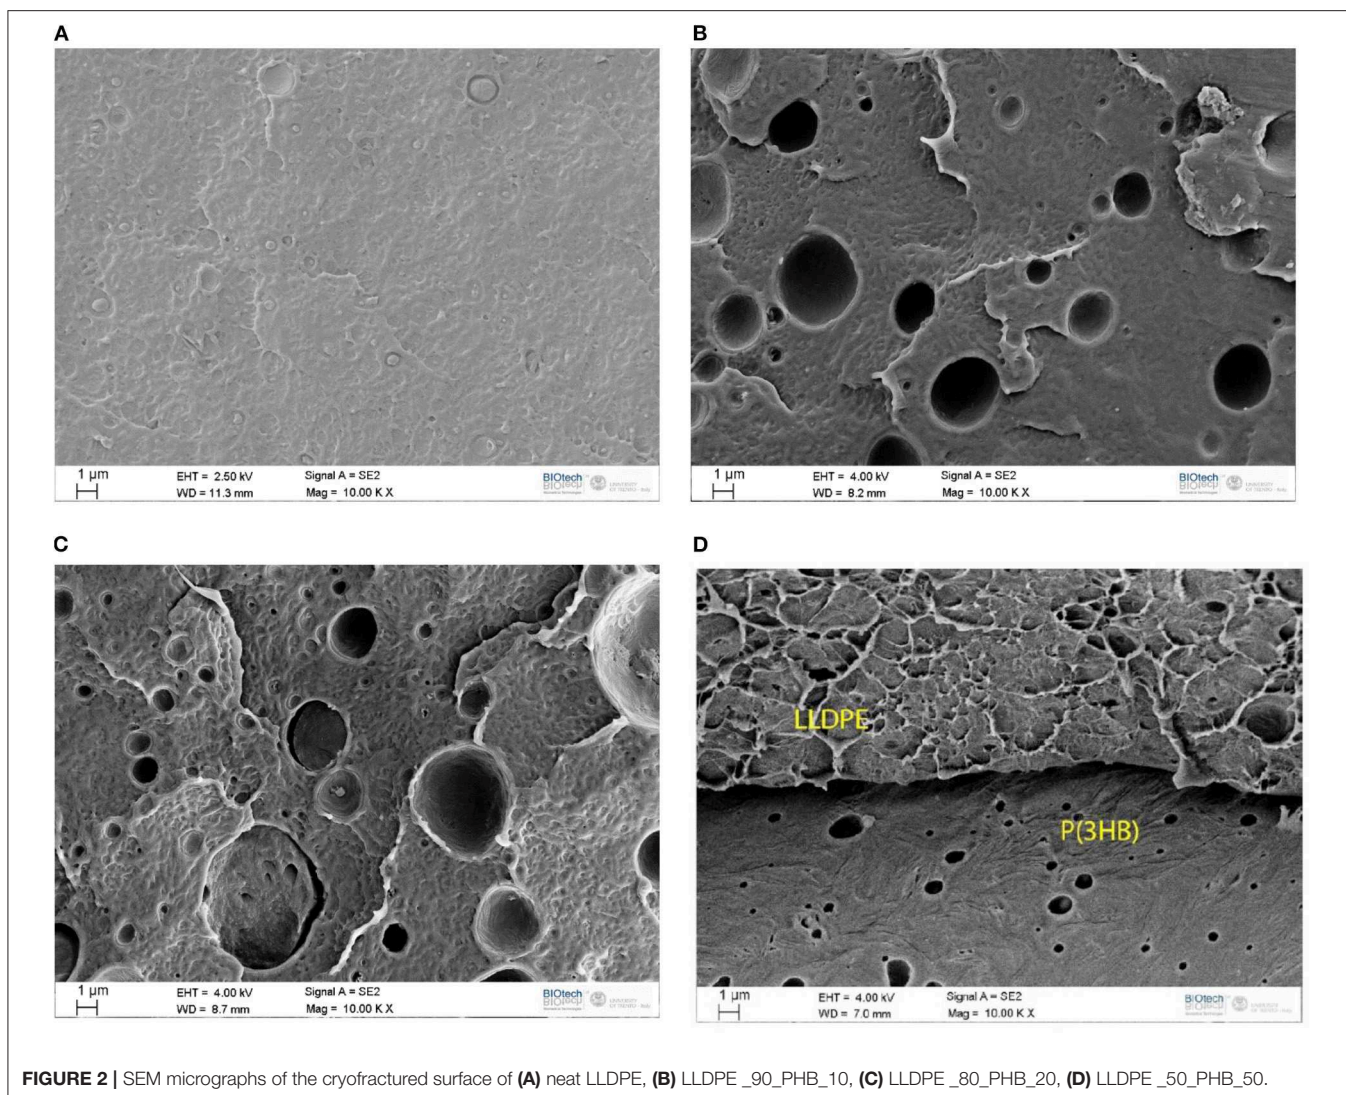 A
B
1 µm
EHT = 2.50 kV
Signal A = SE2
WD = 11.3 mm
Mag = 10.00 K X
BIOtech
1 µm
EHT = 4.00 kV
Signal A = SE2
WD = 8.2 mm
Mag = 10.00 K X
BIOtech
C
D
LLDPE
P(3HB)
1 µm
EHT = 4.00 kV
Signal A = SE2
WD = 8.7 mm
Mag = 10.00 K X
BIOtech
1 µm
EHT = 4.00 kV
Signal A = SE2
WD = 7.0 mm
Mag = 10.00 K X
BIOtech
FIGURE 2 | SEM micrographs of the cryofractured surface of (A) neat LLDPE, (B) LLDPE _90_PHB_10, (C) LLDPE _80_PHB_20, (D) LLDPE _50_PHB_50.